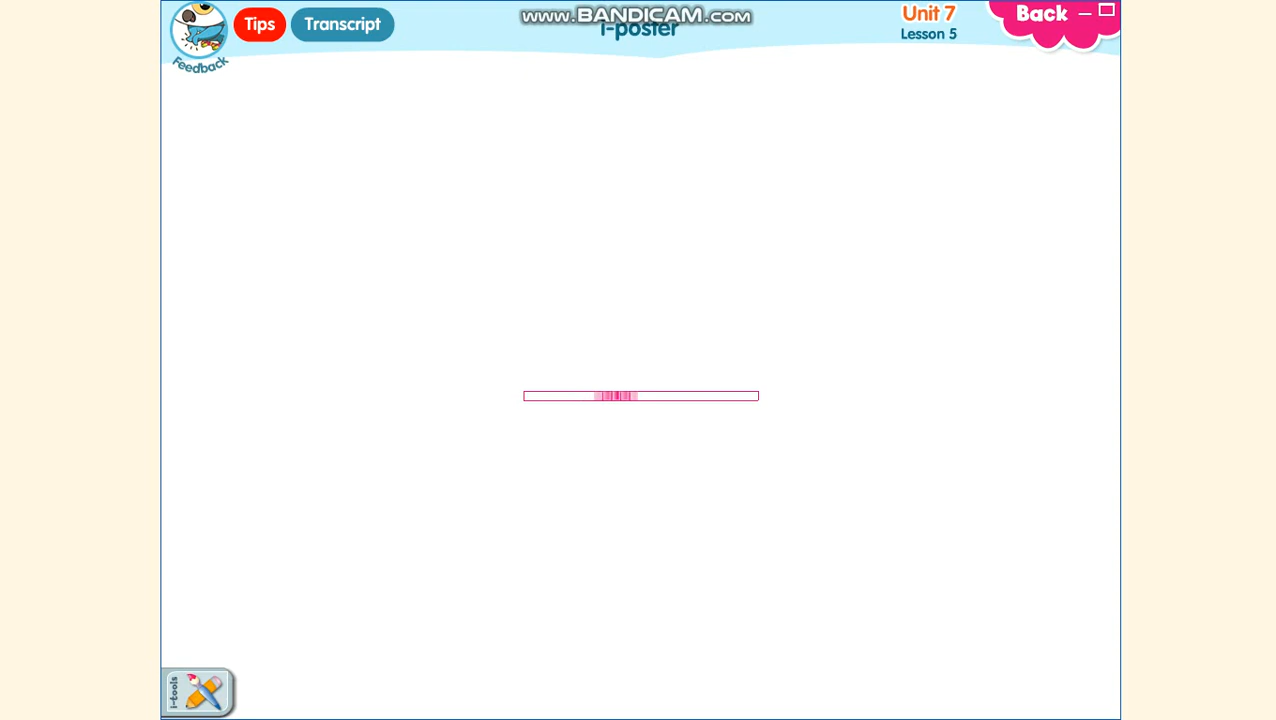 www.BANDICAM.COM
i-poster
Tips
Transcript
Unit 7
Lesson 5
Back
Feedback
i-tools